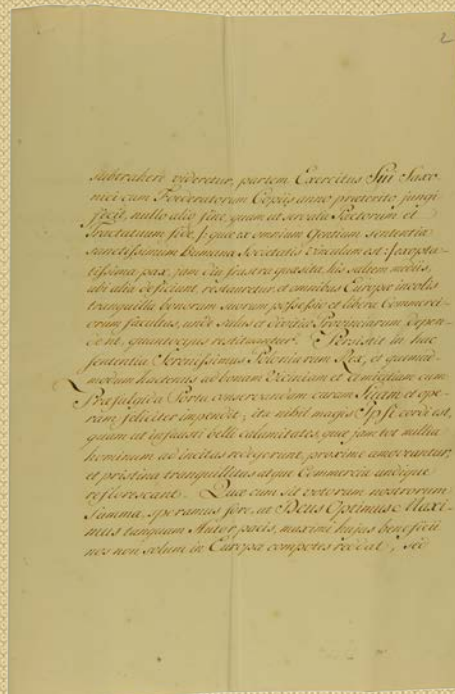 2
subtrahere videretur, partem Exercitus Sui Saxo-
nici cum Foederatorum Copiis anno praeterito jungi
fecit, nullo alio fine, quam ut servata Pactorum et
Tractatuum fide, /: quae ex omnium Gentium sententia
sanctissimum humanae Societatis vinculum est :/ exopta-
tissima pax, jam diu frustra quaesita, his saltem mediis,
ubi alia deficiunt, restauretur, et omnibus Europae incolis
tranquilla bonorum suorum possessio et libera Commerci-
orum facultas, unde salus et divitiae Provinciarum depen-
dent, quantocyus restituatur. Persistit in hac
sententia Serenissimus Poloniarum Rex, et quemad-
modum hactenus ad bonam Viciniam et Amicitiam cum
Praefulgida Porta conservandam curam Suam et ope-
ram feliciter impendit, ita nihil magis Ipsi cordi est,
quam ut infausti belli calamitates, quae jam tot millia
hominum ad incitas redegerunt, proxime amoveantur,
et pristina tranquillitas atque Commercia undique
reflorescant. Quae cum sit votorum nostrorum
Summa, speramus fore, ut Deus Optimus Maxi-
mus tanquam Autor pacis, maximi hujus beneficii
nos non solum in Europa compotes reddat, sed